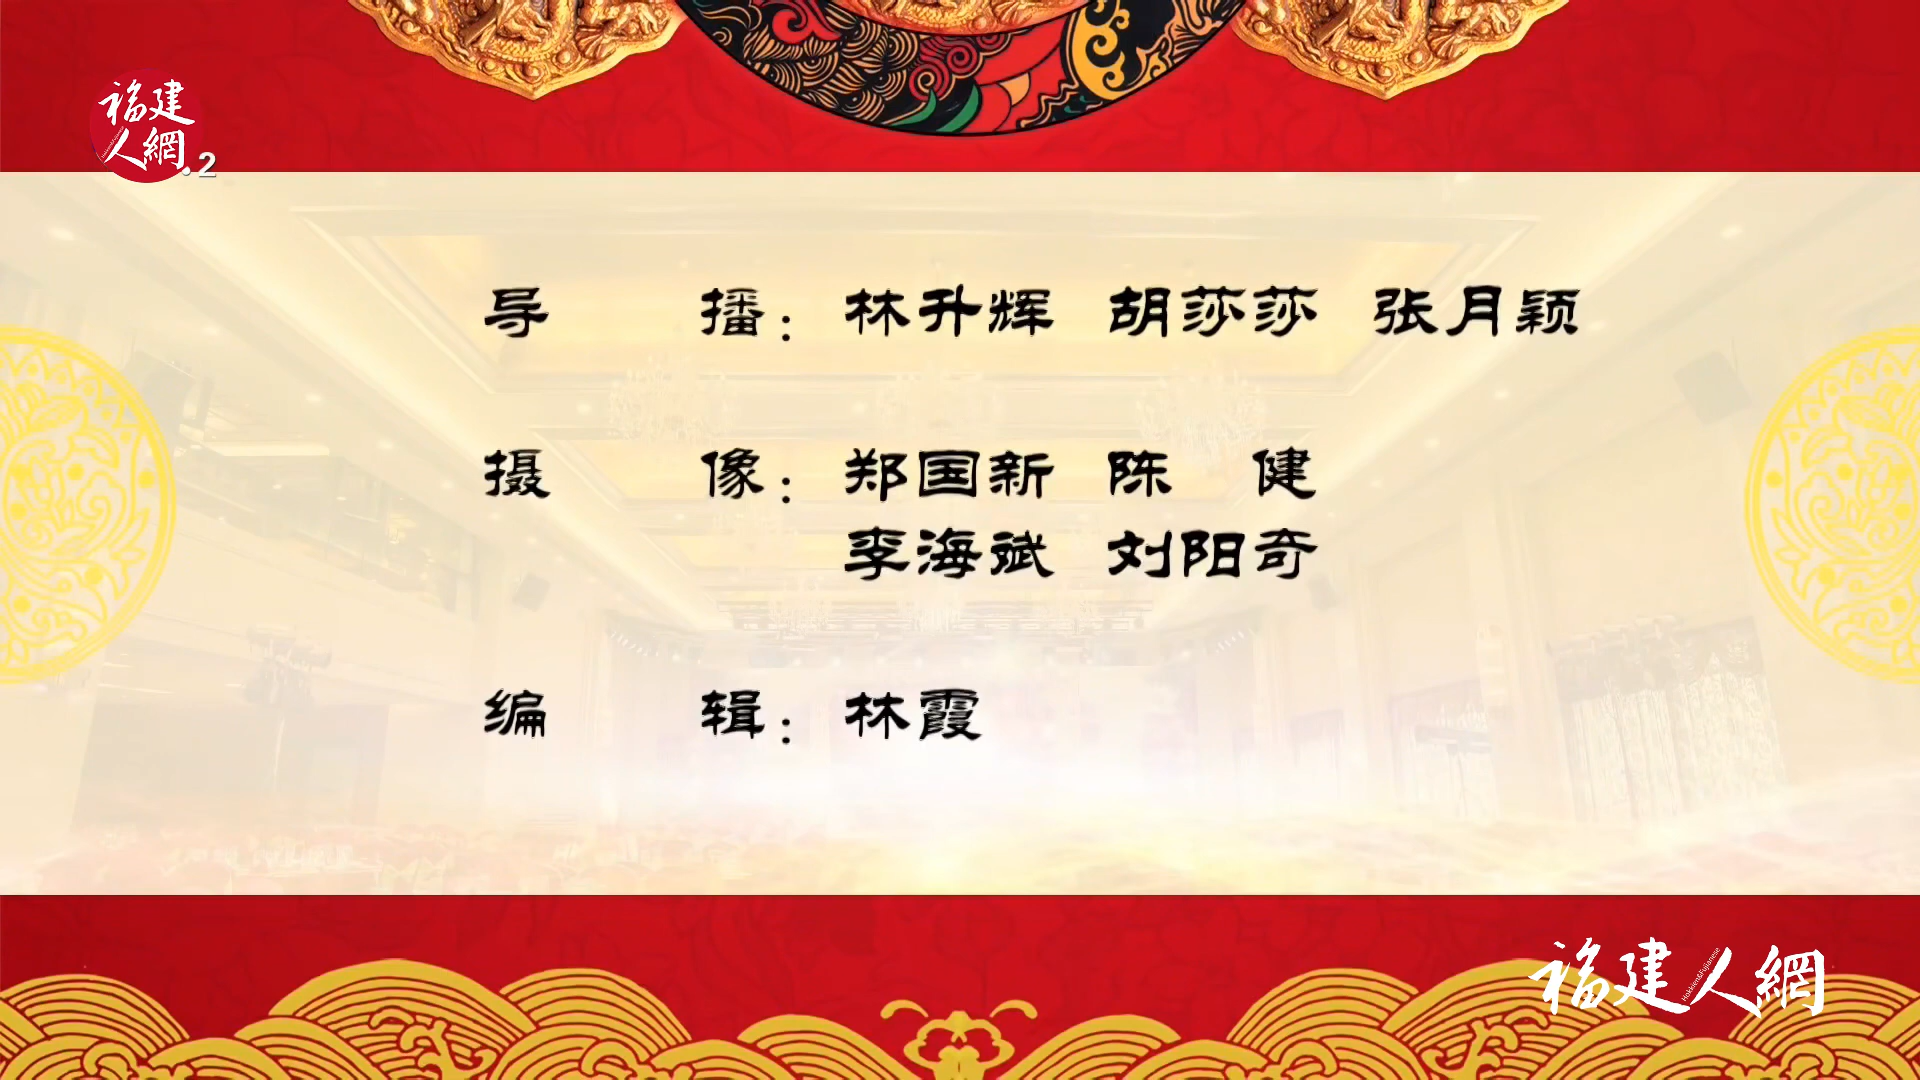 福建
人網.2
导　播：林升辉 胡莎莎 张月颖
摄　像：郑国新 陈　健
李海斌 刘阳奇
编　辑：林霞
福建人網